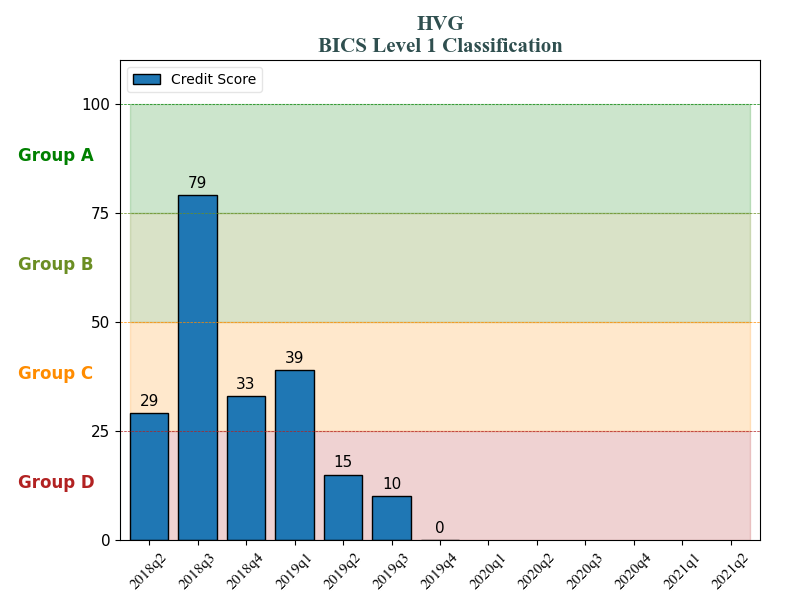 HVG
BICS Level 1 Classification
Credit Score
100
Group A
79
75
Group B
50
39
Group C
33
29
25
15
Group D
10
0
0
2018q2
2018q3
2018q4
2019q1
2019q2
2019q3
2019q4
2020q1
2020q2
2020q3
2020q4
2021q1
2021q2